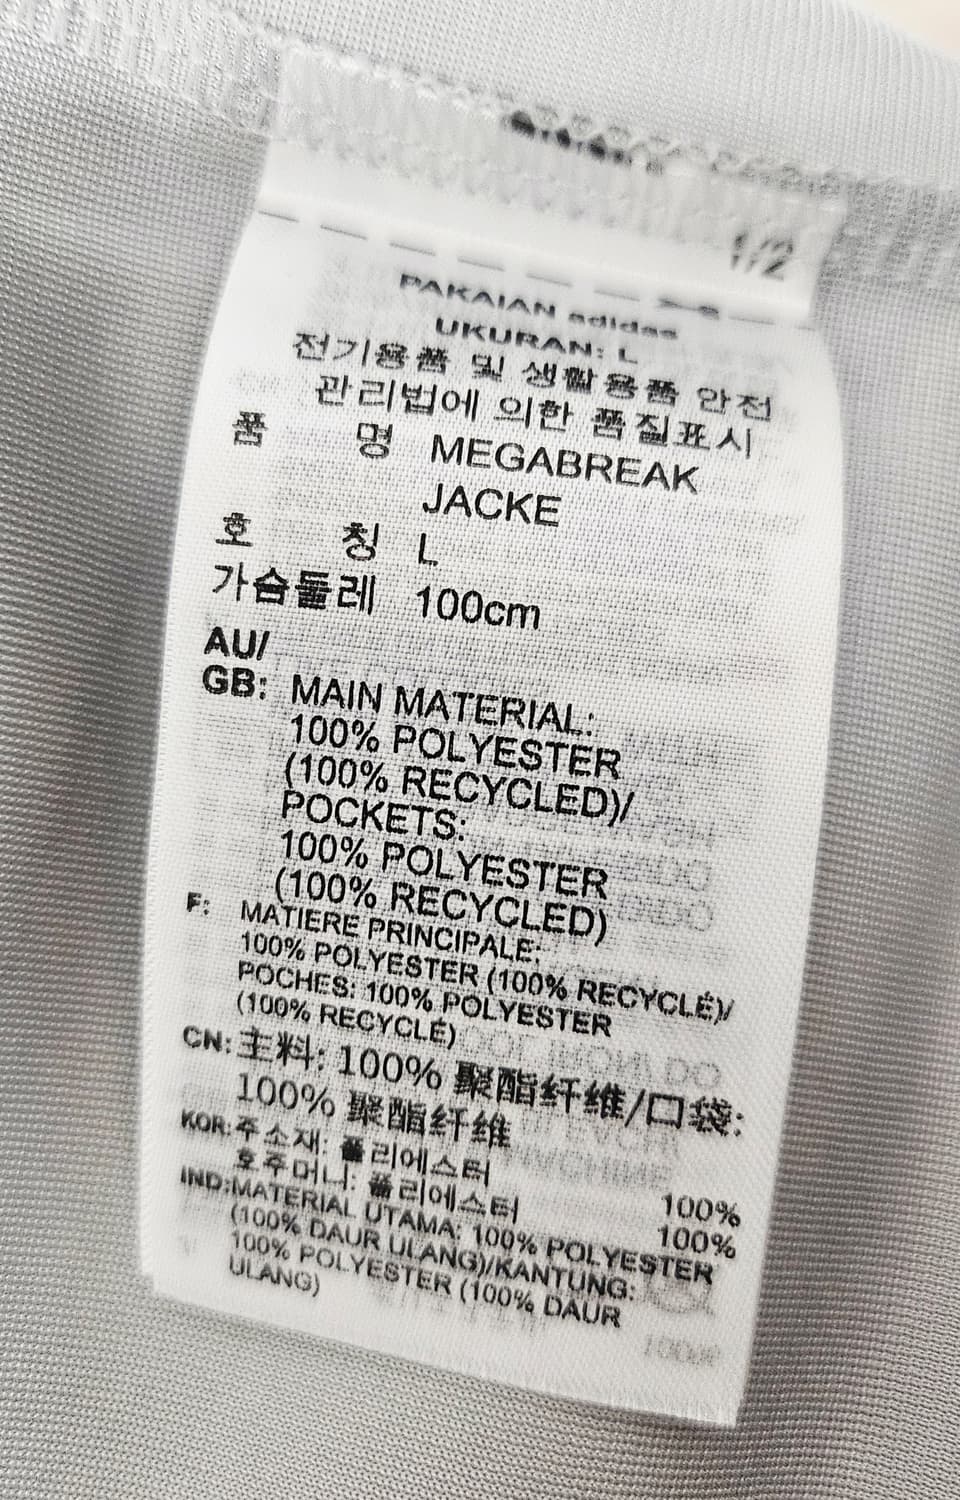 1/2
PAKAIAN adidas
UKURAN: L
전기용품 및 생활용품 안전
관리법에 의한 품질표시
품 명 MEGABREAK
JACKE
호 칭 L
가슴둘레 100cm
AU/
GB: MAIN MATERIAL:
100% POLYESTER
(100% RECYCLED)/
POCKETS:
100% POLYESTER
(100% RECYCLED)
F: MATIERE PRINCIPALE:
100% POLYESTER (100% RECYCLÉ)/
POCHES: 100% POLYESTER
(100% RECYCLÉ)
CN: 主料: 100% 聚酯纤维/口袋:
100% 聚酯纤维
KOR: 주소재: 폴리에스터 100%
호주머니: 폴리에스터 100%
IND: MATERIAL UTAMA: 100% POLYESTER
(100% DAUR ULANG)/KANTUNG:
100% POLYESTER (100% DAUR
ULANG)